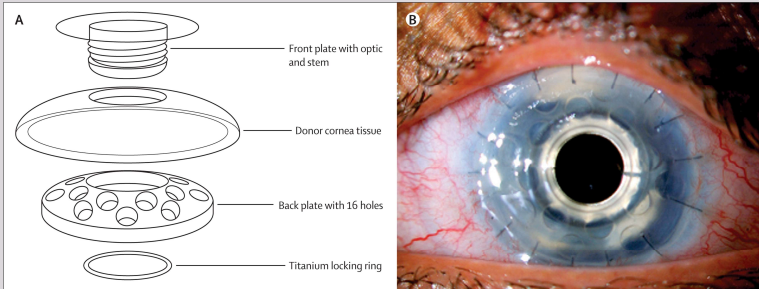 A
Front plate with optic
and stem
Donor cornea tissue
Back plate with 16 holes
Titanium locking ring
B